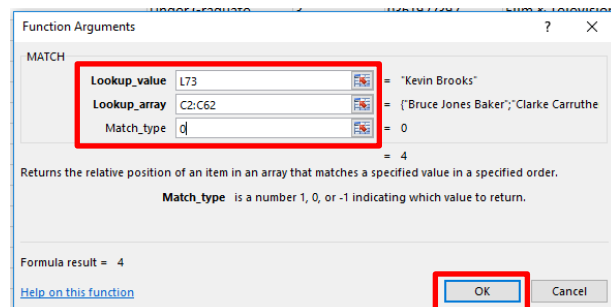 Function Arguments ? ×
MATCH
Lookup_value L73 = "Kevin Brooks"
Lookup_array C2:C62 = {"Bruce Jones Baker";"Clarke Carruthe
Match_type 0 = 0
= 4
Returns the relative position of an item in an array that matches a specified value in a specified order.
Match_type is a number 1, 0, or -1 indicating which value to return.
Formula result = 4
Help on this function OK Cancel